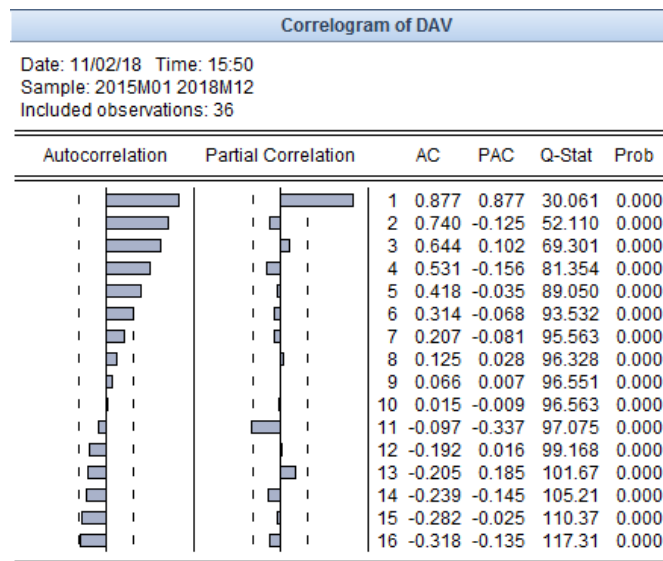 Correlogram of DAV
Date: 11/02/18 Time: 15:50
Sample: 2015M01 2018M12
Included observations: 36
Autocorrelation Partial Correlation AC PAC Q-Stat Prob
1 0.877 0.877 30.061 0.000
2 0.740 -0.125 52.110 0.000
3 0.644 0.102 69.301 0.000
4 0.531 -0.156 81.354 0.000
5 0.418 -0.035 89.050 0.000
6 0.314 -0.068 93.532 0.000
7 0.207 -0.081 95.563 0.000
8 0.125 0.028 96.328 0.000
9 0.066 0.007 96.551 0.000
10 0.015 -0.009 96.563 0.000
11 -0.097 -0.337 97.075 0.000
12 -0.192 0.016 99.168 0.000
13 -0.205 0.185 101.67 0.000
14 -0.239 -0.145 105.21 0.000
15 -0.282 -0.025 110.37 0.000
16 -0.318 -0.135 117.31 0.000